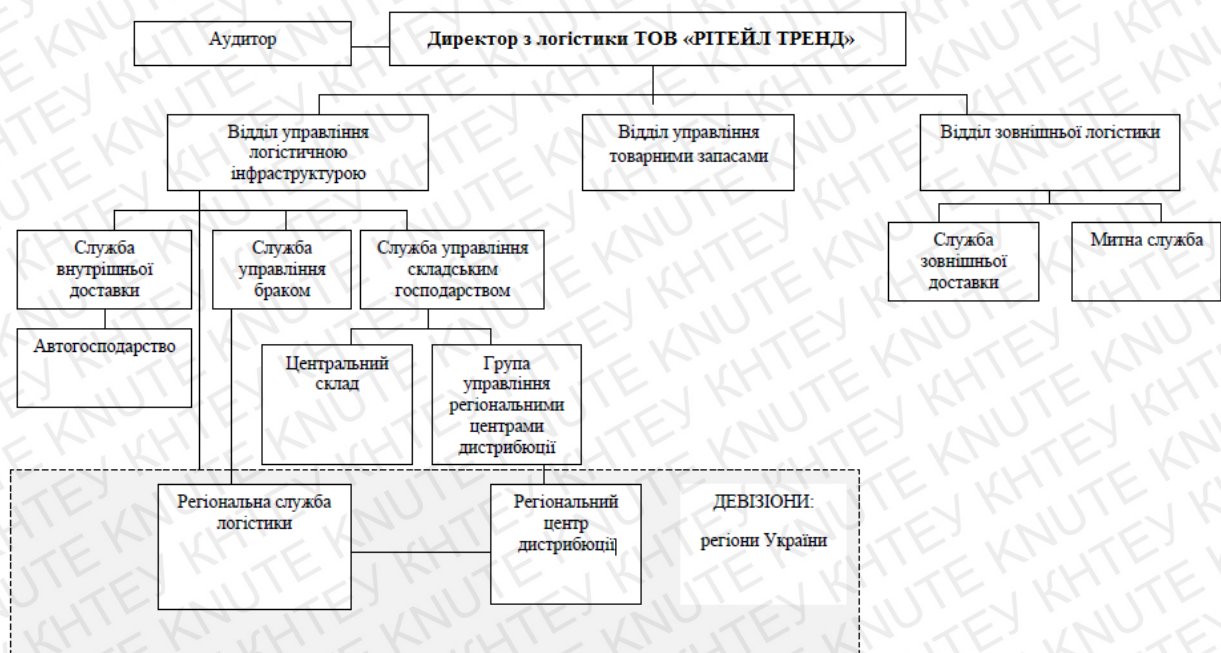 Аудитор
Директор з логістики ТОВ «РІТЕЙЛ ТРЕНД»
Відділ управління
логістичною
інфраструктурою
Відділ управління
товарними запасами
Відділ зовнішньої логістики
Служба
внутрішньої
доставки
Служба
управління
браком
Служба управління
складським
господарством
Служба
зовнішньої
доставки
Митна служба
Автогосподарство
Центральний
склад
Група
управління
регіональними
центрами
дистрибюції
Регіональна служба
логістики
Регіональний
центр
дистрибюції
ДЕВІЗІОНИ:
регіони України
KNUTE КНТЕУ